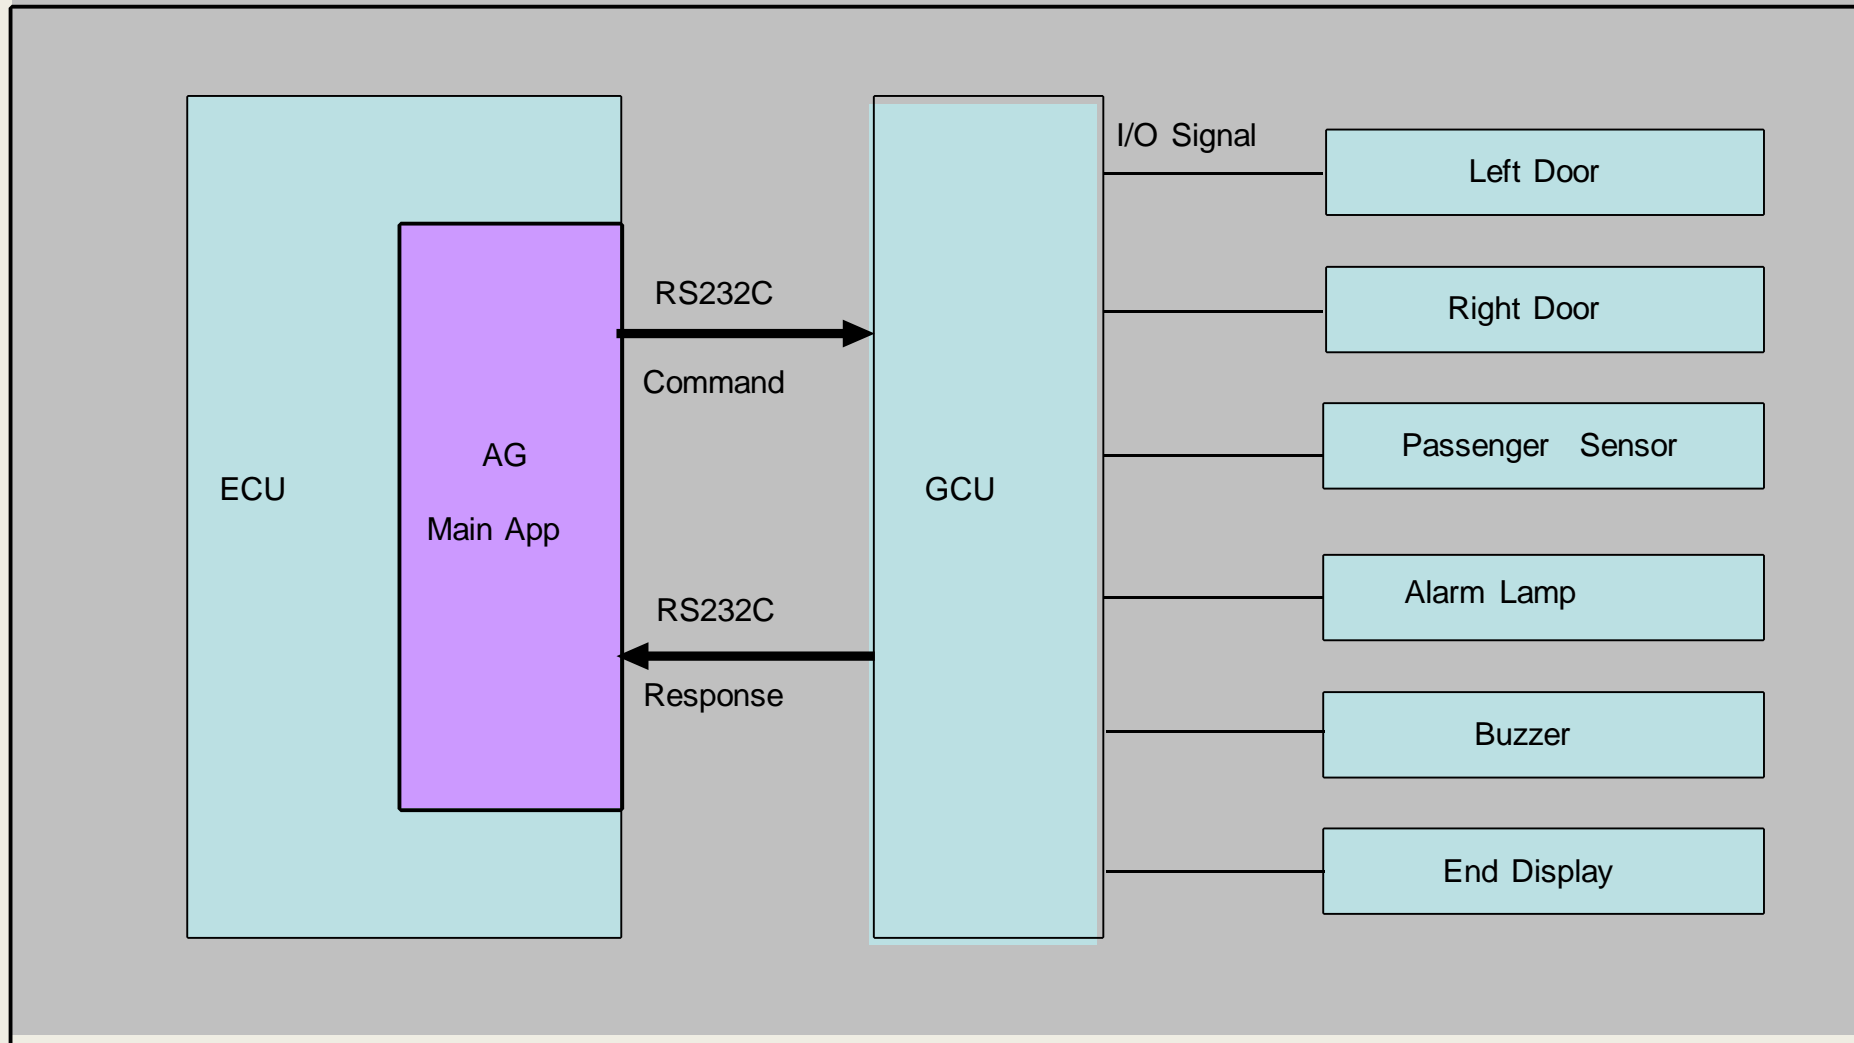 ECU
AG
Main App
RS232C
Command
RS232C
Response
GCU
I/O Signal
Left Door
Right Door
Passenger Sensor
Alarm Lamp
Buzzer
End Display